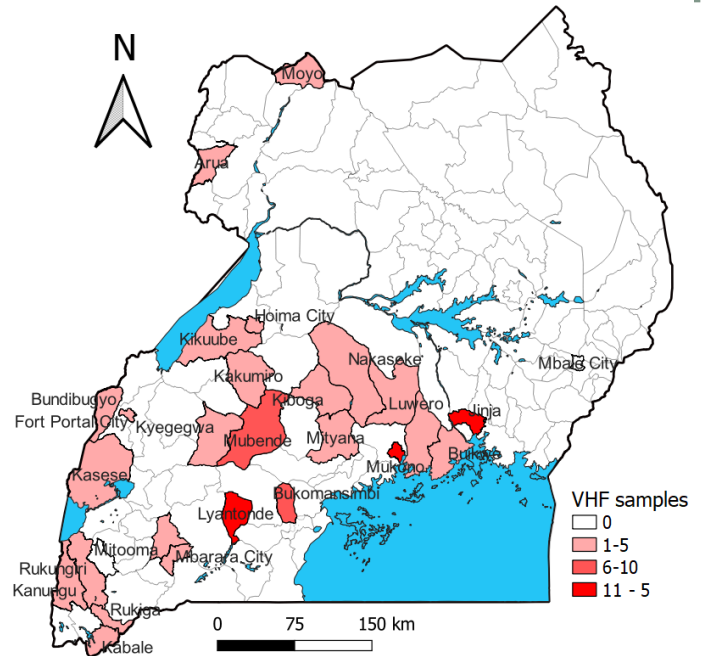 N
Moyo
Arua
Hoima City
Kikuube
Nakaseke
Mbale City
Kakumiro
Kiboga
Bundibugyo
Luwero
Jinja
Fort Portal City
Kyegegwa
Mubende
Mityana
Buikwe
Mukono
Kasese
Bukomansimbi
VHF samples
Lyantonde
0
Mitooma
Mbarara City
1-5
Rukungiri
6-10
Kanungu
11 - 5
Rukiga
0 75 150 km
Kabale